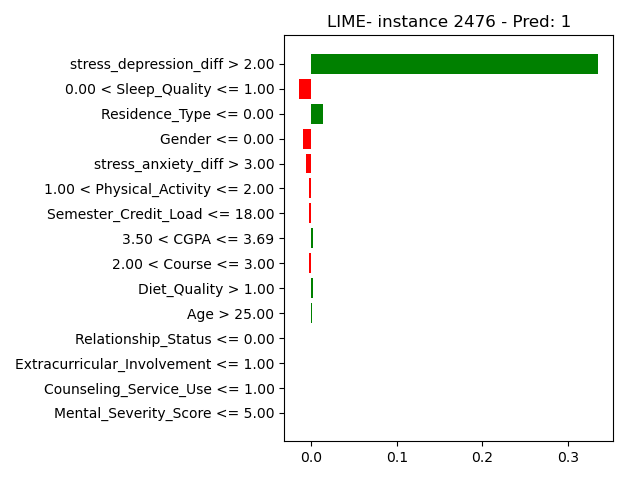 LIME- instance 2476 - Pred: 1
stress_depression_diff > 2.00
0.00 < Sleep_Quality <= 1.00
Residence_Type <= 0.00
Gender <= 0.00
stress_anxiety_diff > 3.00
1.00 < Physical_Activity <= 2.00
Semester_Credit_Load <= 18.00
3.50 < CGPA <= 3.69
2.00 < Course <= 3.00
Diet_Quality > 1.00
Age > 25.00
Relationship_Status <= 0.00
Extracurricular_Involvement <= 1.00
Counseling_Service_Use <= 1.00
Mental_Severity_Score <= 5.00
0.0 0.1 0.2 0.3